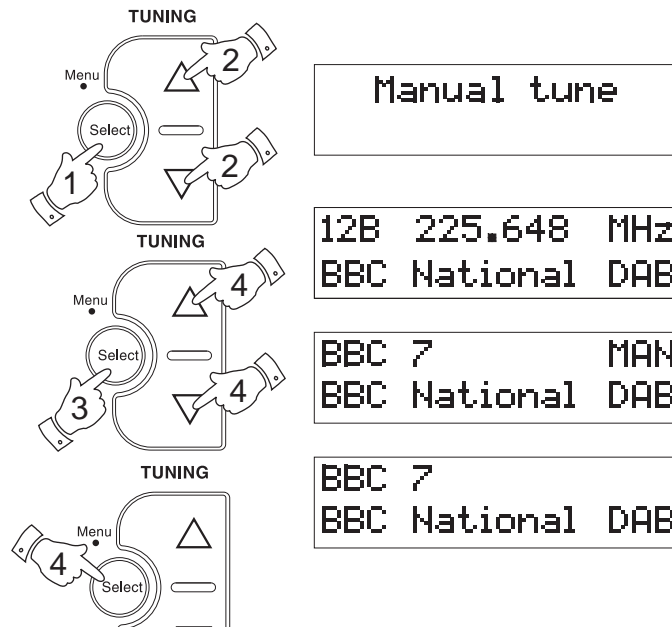 TUNING
Menu
Select
1
2
2
Manual tune
12B 225.648 MHz
BBC National DAB
TUNING
Menu
Select
3
4
4
BBC 7 MAN
BBC National DAB
TUNING
Menu
Select
4
BBC 7
BBC National DAB